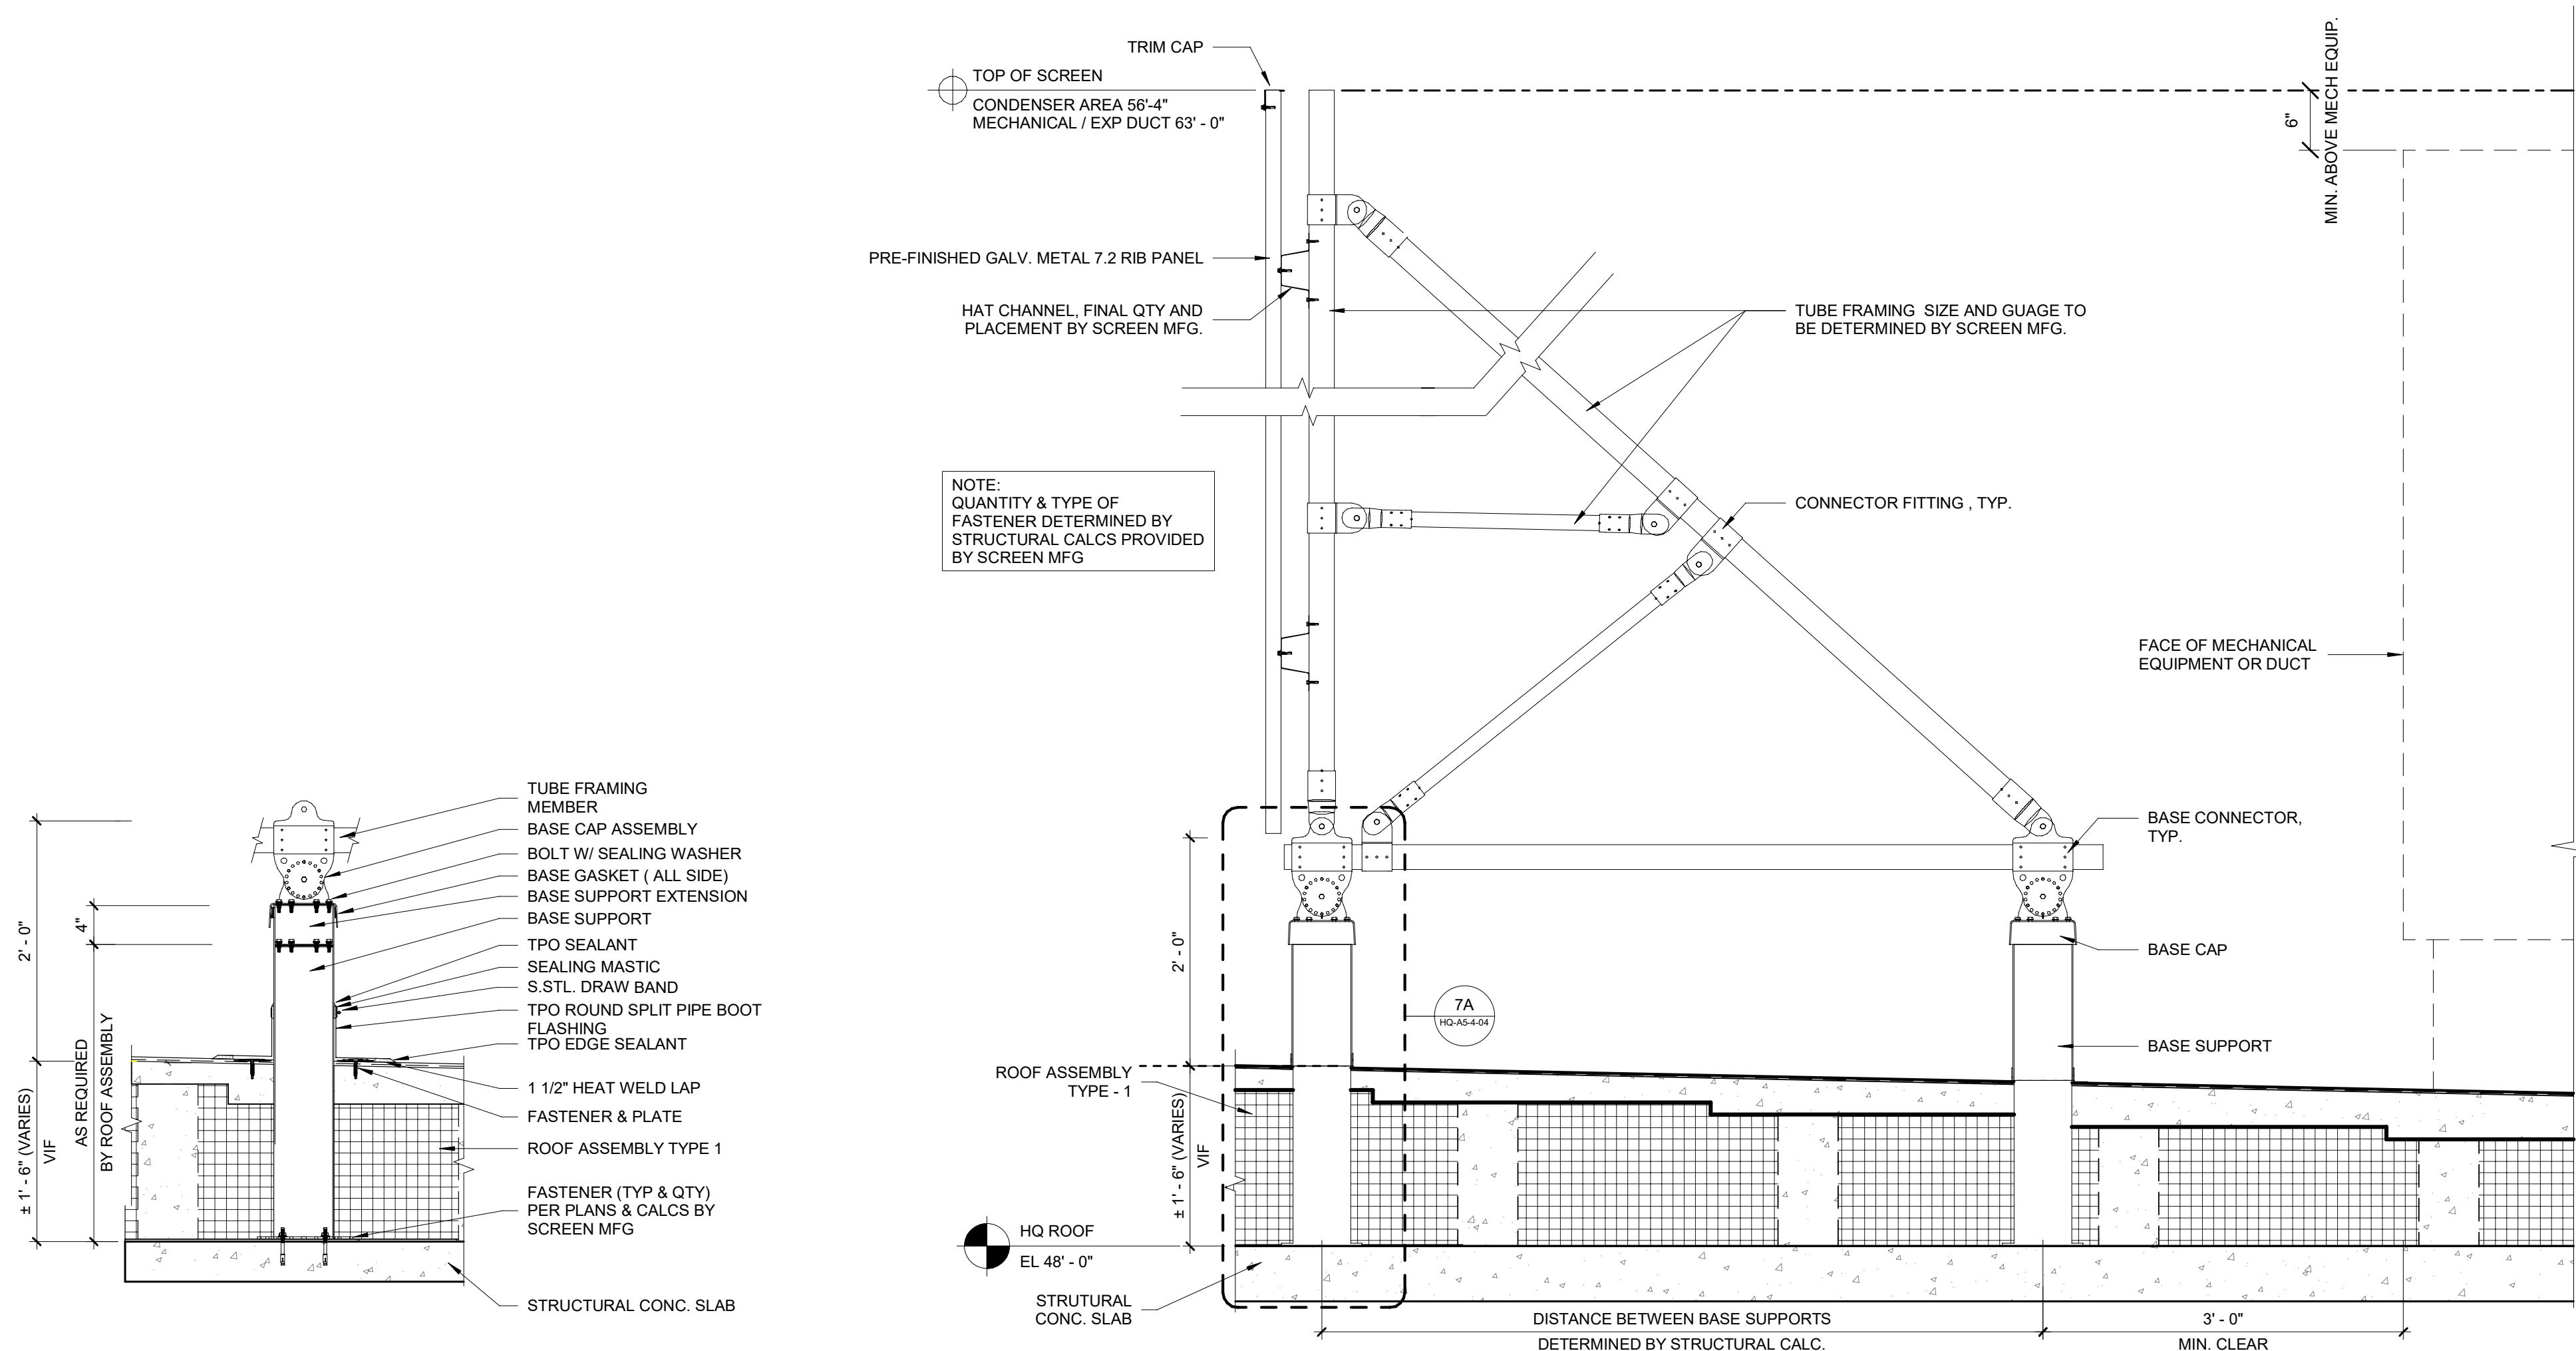 TUBE FRAMING
MEMBER
BASE CAP ASSEMBLY
BOLT W/ SEALING WASHER
BASE GASKET ( ALL SIDE)
BASE SUPPORT EXTENSION
BASE SUPPORT
TPO SEALANT
SEALING MASTIC
S.STL. DRAW BAND
TPO ROUND SPLIT PIPE BOOT
FLASHING
TPO EDGE SEALANT
1 1/2" HEAT WELD LAP
FASTENER & PLATE
ROOF ASSEMBLY TYPE 1
FASTENER (TYP & QTY)
PER PLANS & CALCS BY
SCREEN MFG
STRUCTURAL CONC. SLAB
2' - 0"
4"
AS REQUIRED
BY ROOF ASSEMBLY
± 1' - 6" (VARIES)
VIF
TRIM CAP
TOP OF SCREEN
CONDENSER AREA 56'-4"
MECHANICAL / EXP DUCT 63' - 0"
PRE-FINISHED GALV. METAL 7.2 RIB PANEL
HAT CHANNEL, FINAL QTY AND
PLACEMENT BY SCREEN MFG.
NOTE:
QUANTITY & TYPE OF
FASTENER DETERMINED BY
STRUCTURAL CALCS PROVIDED
BY SCREEN MFG
TUBE FRAMING  SIZE AND GUAGE TO
BE DETERMINED BY SCREEN MFG.
CONNECTOR FITTING , TYP.
6"
MIN. ABOVE MECH EQUIP.
FACE OF MECHANICAL
EQUIPMENT OR DUCT
BASE CONNECTOR,
TYP.
BASE CAP
BASE SUPPORT
2' - 0"
7A
HQ-A5-4-04
ROOF ASSEMBLY
TYPE - 1
± 1' - 6" (VARIES)
VIF
HQ ROOF
EL 48' - 0"
STRUTURAL
CONC. SLAB
DISTANCE BETWEEN BASE SUPPORTS
DETERMINED BY STRUCTURAL CALC.
3' - 0"
MIN. CLEAR